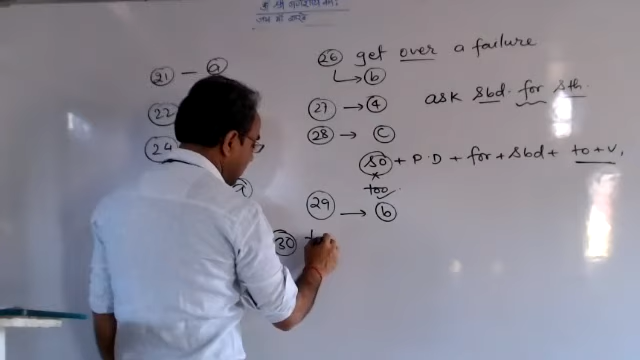 21 — a
22
24
26 get over a failure
b
27 → a
ask sbd. for sth.
28 → c
so + P.D + for + sbd + to + v,
× too
29 → b
30